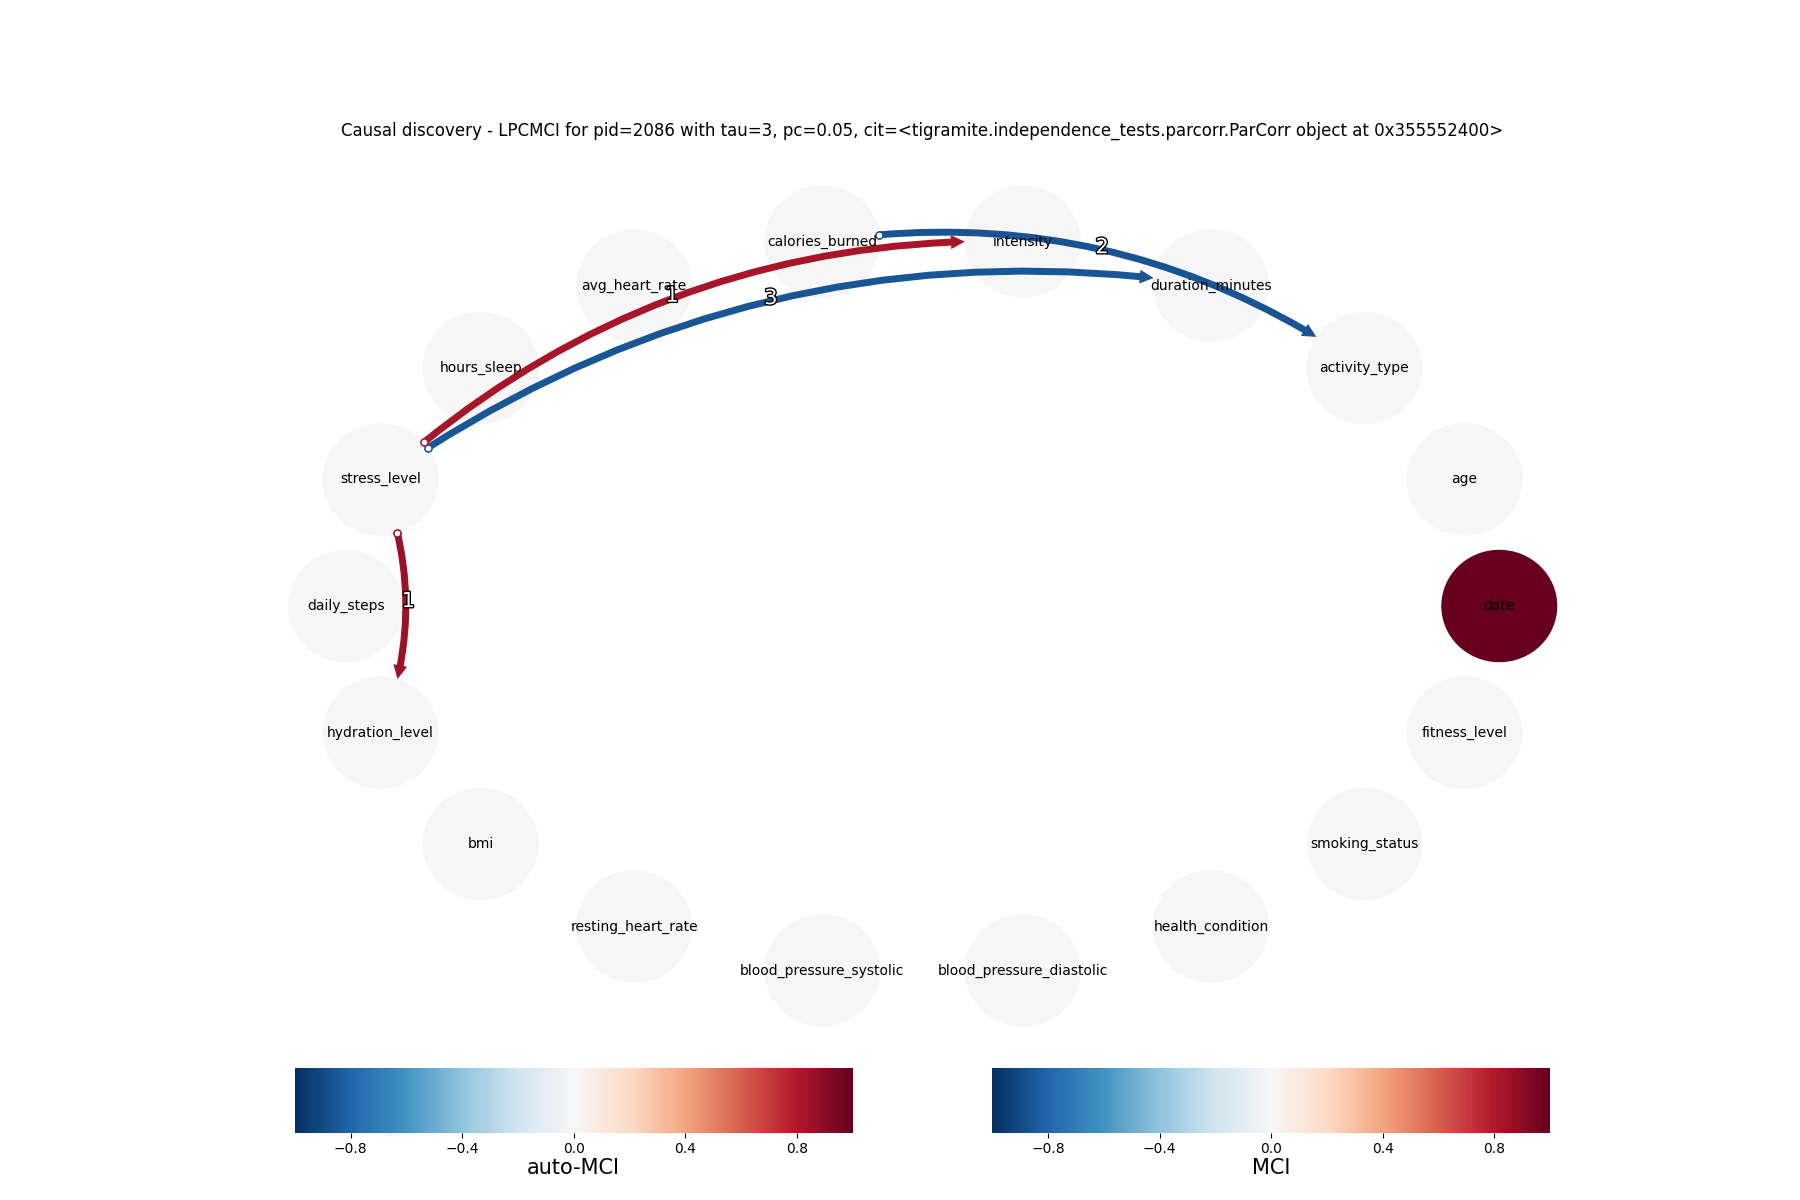 Causal discovery - LPCMCI for pid=2086 with tau=3, pc=0.05, cit=<tigramite.independence_tests.parcorr.ParCorr object at 0x355552400>
calories_burned
intensity
2
avg_heart_rate
1
3
duration_minutes
hours_sleep
activity_type
stress_level
age
daily_steps
1
date
hydration_level
fitness_level
bmi
smoking_status
resting_heart_rate
health_condition
blood_pressure_systolic
blood_pressure_diastolic
−0.8 −0.4 0.0 0.4 0.8
auto-MCI
−0.8 −0.4 0.0 0.4 0.8
MCI